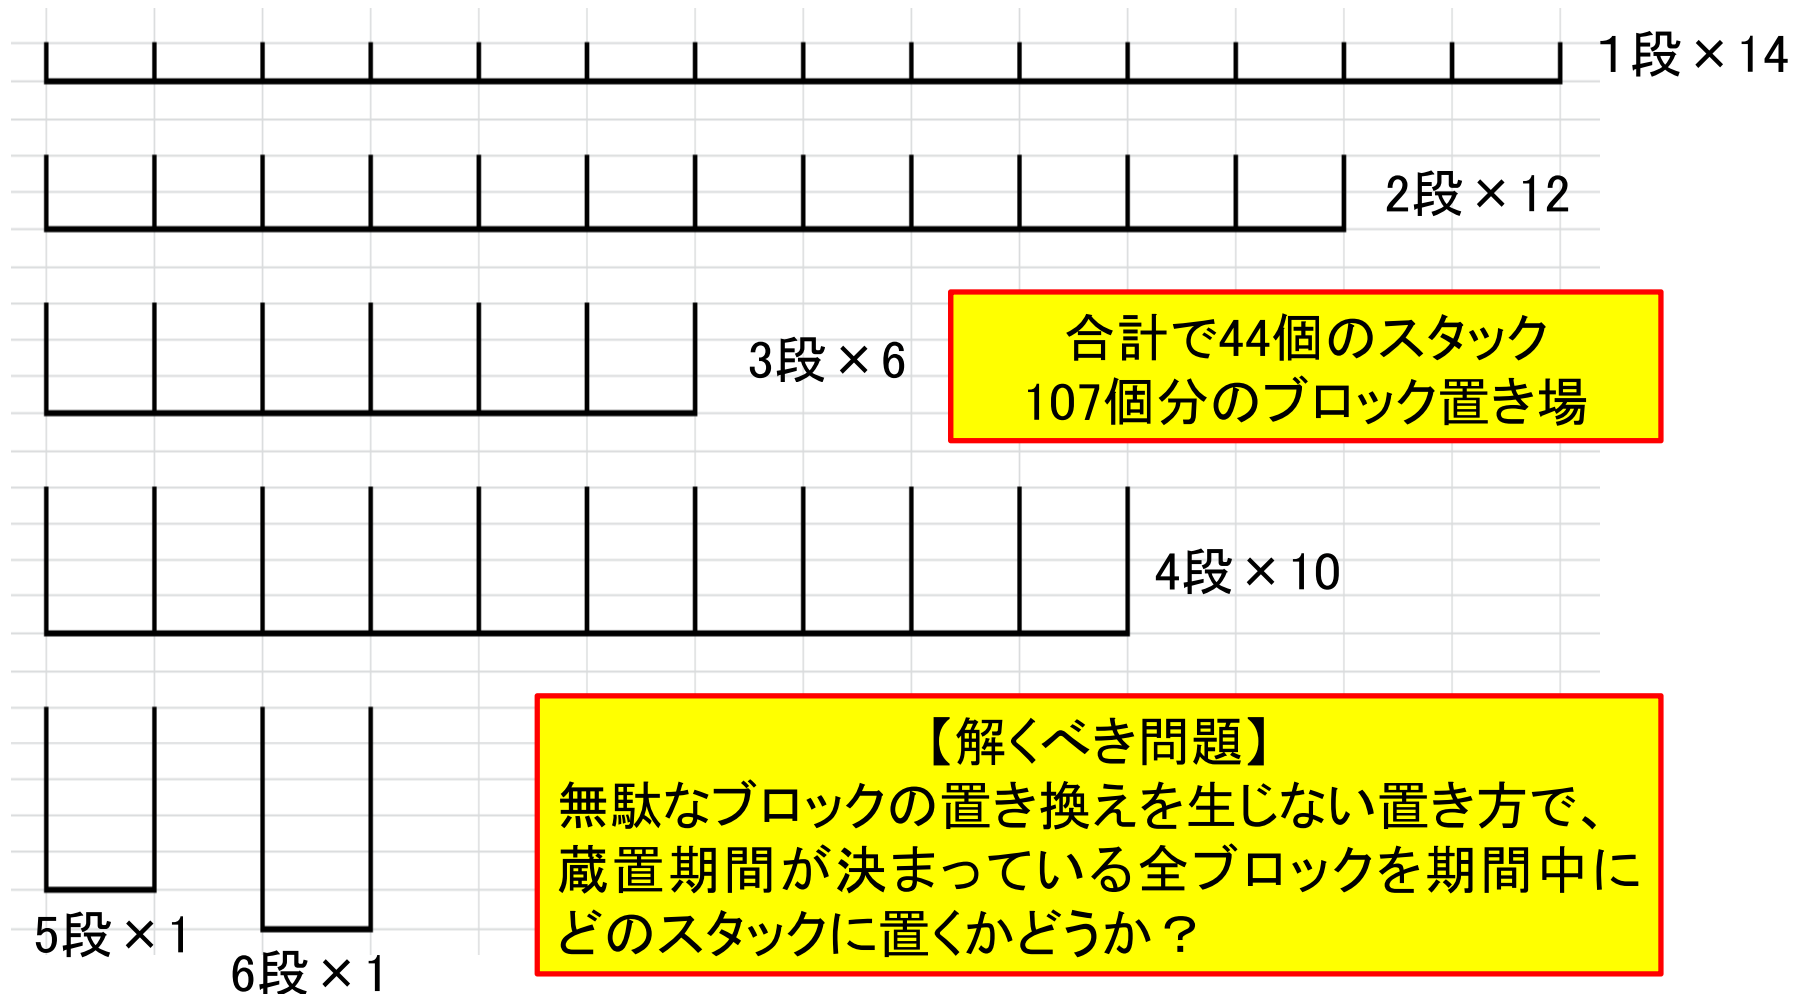 1段×14
2段×12
3段×6
合計で44個のスタック
107個分のブロック置き場
4段×10
【解くべき問題】
無駄なブロックの置き換えを生じない置き方で、
蔵置期間が決まっている全ブロックを期間中に
どのスタックに置くかどうか？
5段×1
6段×1